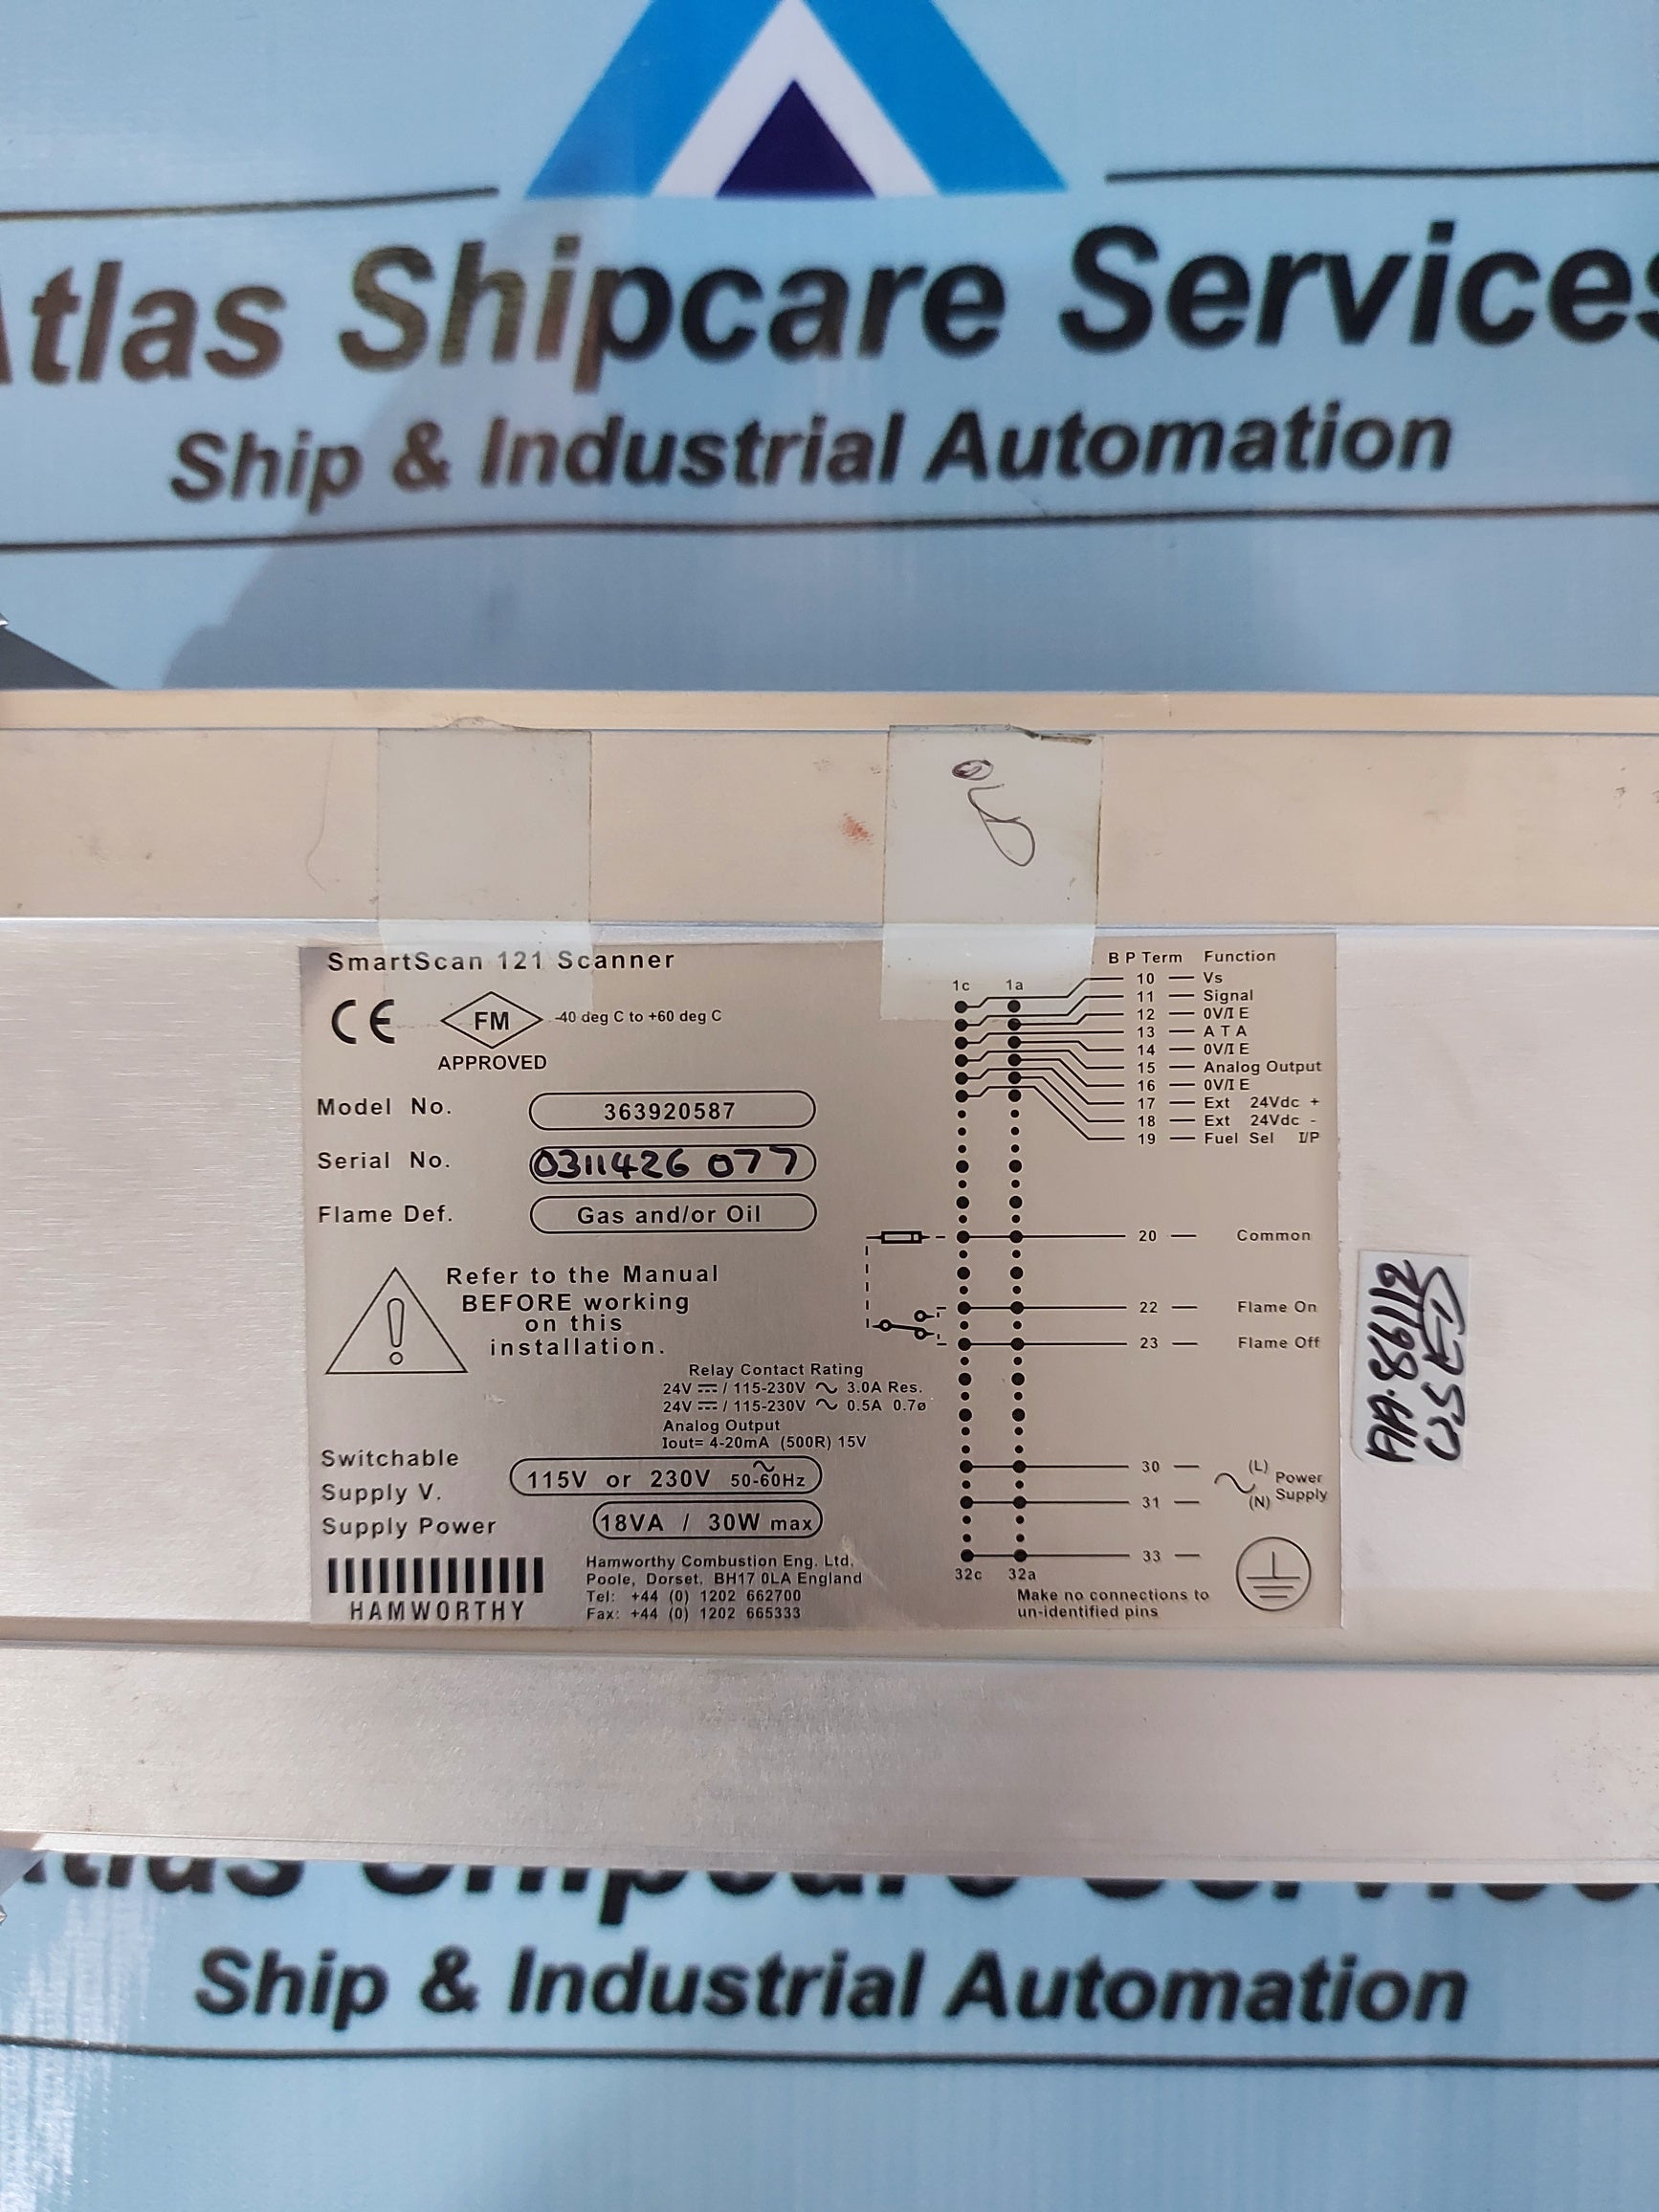 Atlas Shipcare Services
Ship & Industrial Automation
SmartScan 121 Scanner
CE FM -40 deg C to +60 deg C
APPROVED
Model No. 363920587
Serial No. 0311426 077
Flame Def. Gas and/or Oil
Refer to the Manual
BEFORE working
on this
installation.
Relay Contact Rating
24V ⎓ / 115-230V ∿ 3.0A Res.
24V ⎓ / 115-230V ∿ 0.5A 0.7ø
Analog Output
Iout= 4-20mA (500R) 15V
Switchable
Supply V. 115V or 230V 50-60Hz
Supply Power 18VA / 30W max
HAMWORTHY
Hamworthy Combustion Eng. Ltd.
Poole, Dorset, BH17 0LA England
Tel: +44 (0) 1202 662700
Fax: +44 (0) 1202 665333
B P Term Function
1c 1a
10 — Vs
11 — Signal
12 — 0V/I E
13 — A T A
14 — 0V/I E
15 — Analog Output
16 — 0V/I E
17 — Ext 24Vdc +
18 — Ext 24Vdc -
19 — Fuel Sel I/P
20 — Common
22 — Flame On
23 — Flame Off
30 — (L) Power
31 — (N) Supply
33 —
32c 32a
Make no connections to
un-identified pins
Ship & Industrial Automation